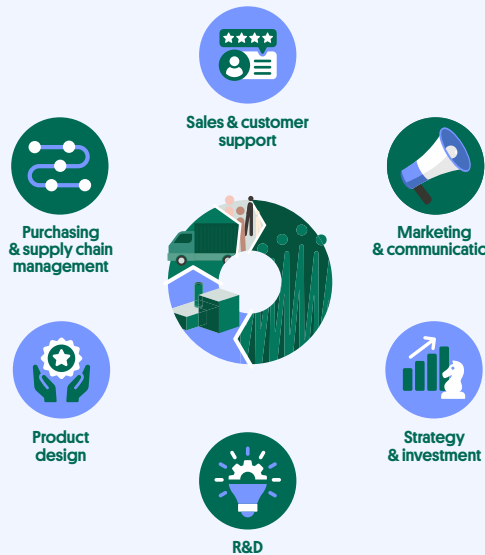 Sales & customer
support
Purchasing
& supply chain
management
Marketing
& communicatio
Product
design
Strategy
& investment
R&D